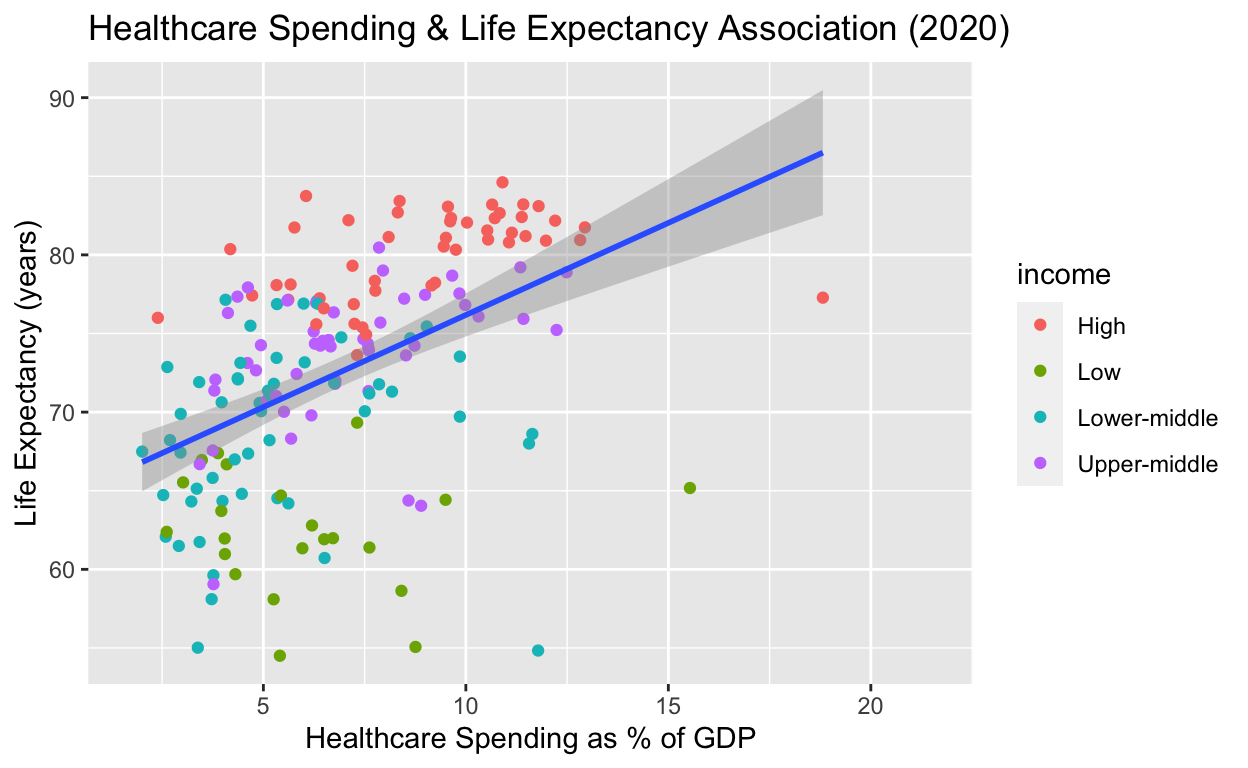 Healthcare Spending & Life Expectancy Association (2020)
90
80
70
60
Life Expectancy (years)
5 10 15 20
Healthcare Spending as % of GDP
income
High
Low
Lower-middle
Upper-middle